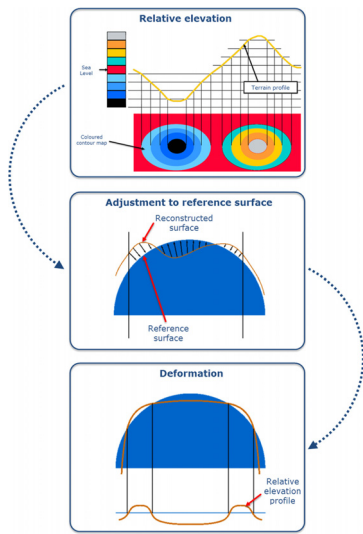 Relative elevation
Sea
Level
Terrain profile
Coloured
contour map
Adjustment to reference surface
Reconstructed
surface
Reference
surface
Deformation
Relative
elevation
profile